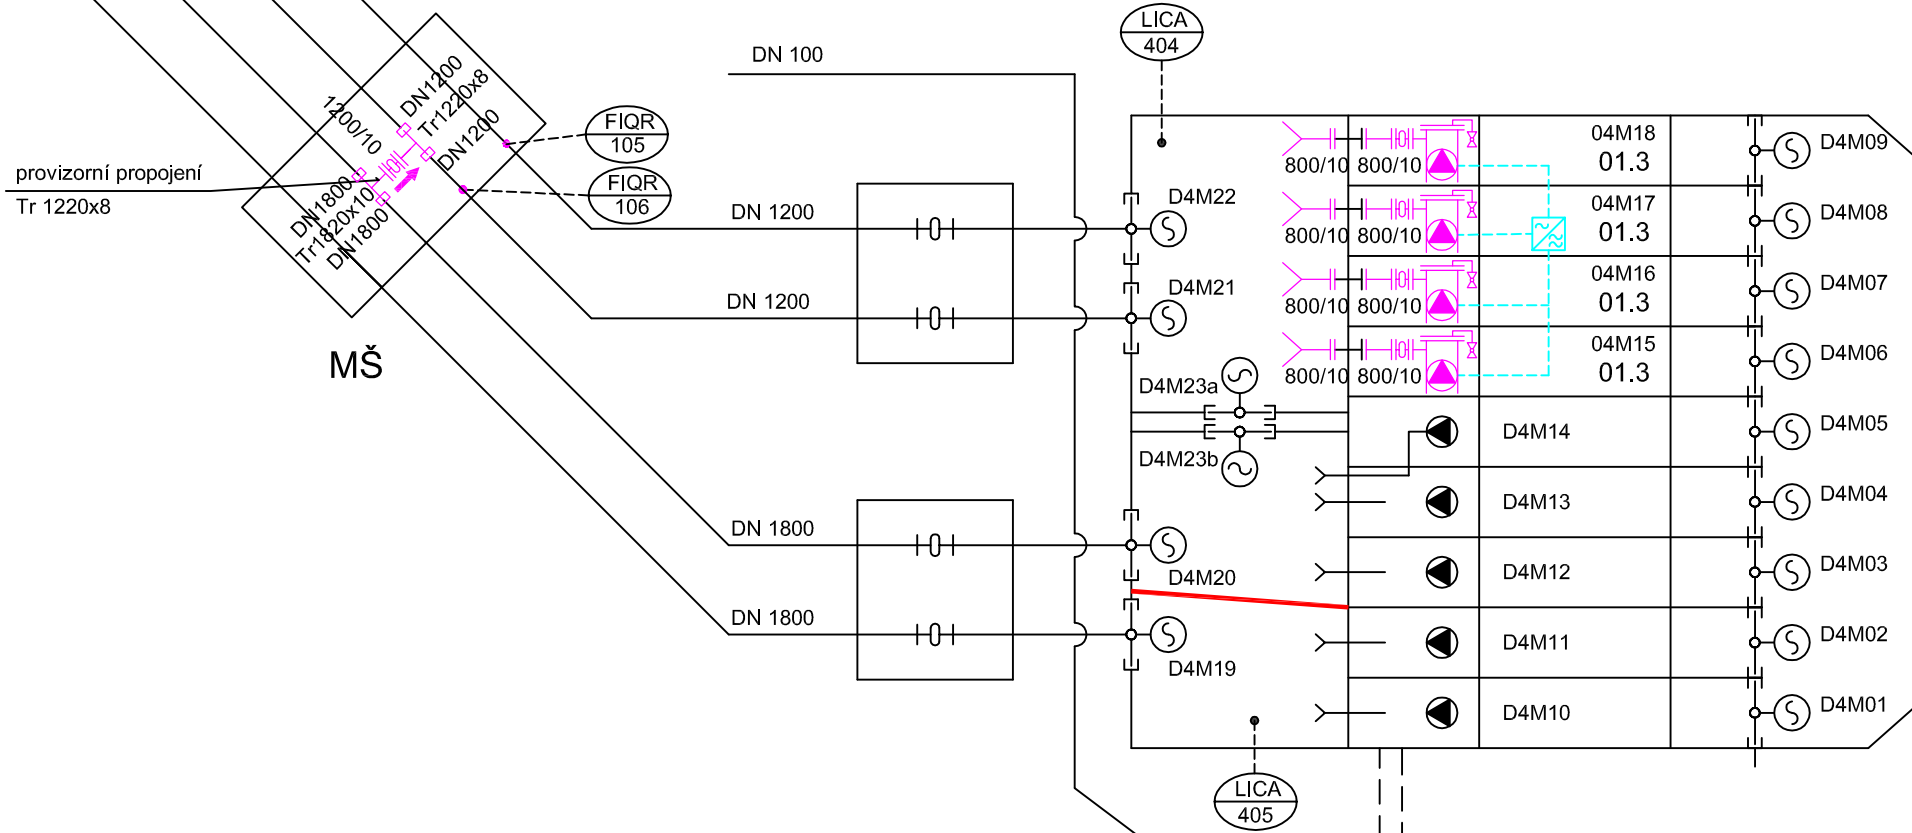 LICA
404
DN 100
DN1200
Tr1220x8
DN1200
1200/10
FIQR
105
FIQR
106
provizorní propojení
Tr 1220x8
DN1800
Tr1820x10
DN1800
MŠ
DN 1200
DN 1200
DN 1800
DN 1800
D4M22
D4M21
D4M23a
D4M23b
D4M20
D4M19
800/10 800/10
04M18
01.3
800/10 800/10
04M17
01.3
800/10 800/10
04M16
01.3
800/10 800/10
04M15
01.3
D4M14
D4M13
D4M12
D4M11
D4M10
D4M09
D4M08
D4M07
D4M06
D4M05
D4M04
D4M03
D4M02
D4M01
LICA
405